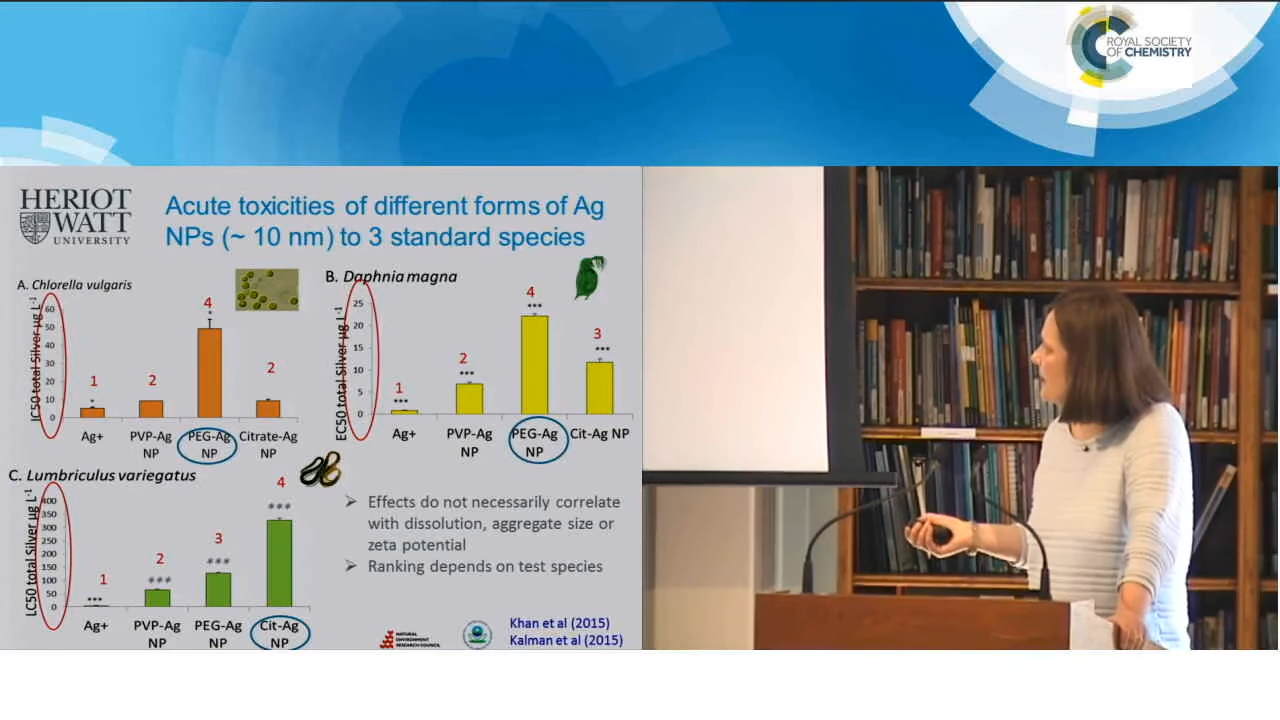 ROYAL SOCIETY
OF CHEMISTRY
HERIOT
WATT
UNIVERSITY
Acute toxicities of different forms of Ag
NPs (~ 10 nm) to 3 standard species
A. Chlorella vulgaris
IC50 total Silver µg L-1
60
50
40
30
20
10
0
1
2
4
2
*
*
Ag+
PVP-Ag
NP
PEG-Ag
NP
Citrate-Ag
NP
B. Daphnia magna
EC50 total Silver µg L-1
25
20
15
10
5
0
1
2
4
3
***
***
***
***
Ag+
PVP-Ag
NP
PEG-Ag
NP
Cit-Ag NP
C. Lumbriculus variegatus
LC50 total Silver µg L-1
400
350
300
250
200
150
100
50
0
1
2
3
4
***
***
***
***
Ag+
PVP-Ag
NP
PEG-Ag
NP
Cit-Ag
NP
➢ Effects do not necessarily correlate
with dissolution, aggregate size or
zeta potential
➢ Ranking depends on test species
NATURAL
ENVIRONMENT
RESEARCH COUNCIL
Khan et al (2015)
Kalman et al (2015)